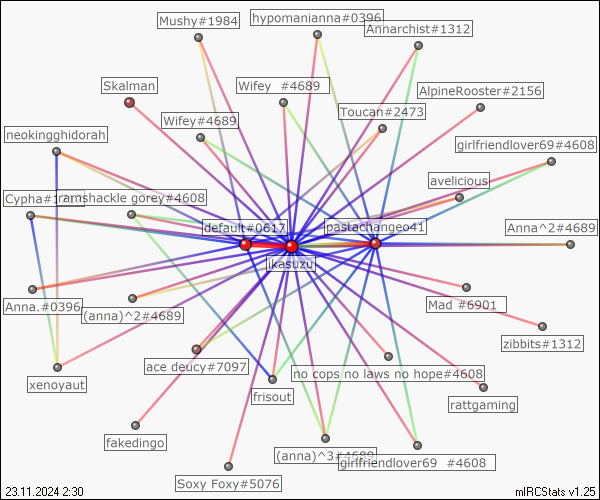 Mushy#1984
hypomanianna#0396
Annarchist#1312
Skalman
Wifey #4689
AlpineRooster#2156
Toucan#2473
Wifey#4689
neokingghidorah
girlfriendlover69#4608
avelicious
ramshackle gorey#4608
default#0617
jpastachangeo41
Anna^2#4689
ikasuzu
Anna.#0396
(anna)^2#4689
Mad #6901
zibbits#1312
ace deucy#7097
no cops no laws no hope#4608
xenoyaut
frisout
rattgaming
fakedingo
(anna)^3#4689
girlfriendlover69 #4608
Soxy Foxy#5076
23.11.2024 2:30
mIRCStats v1.25